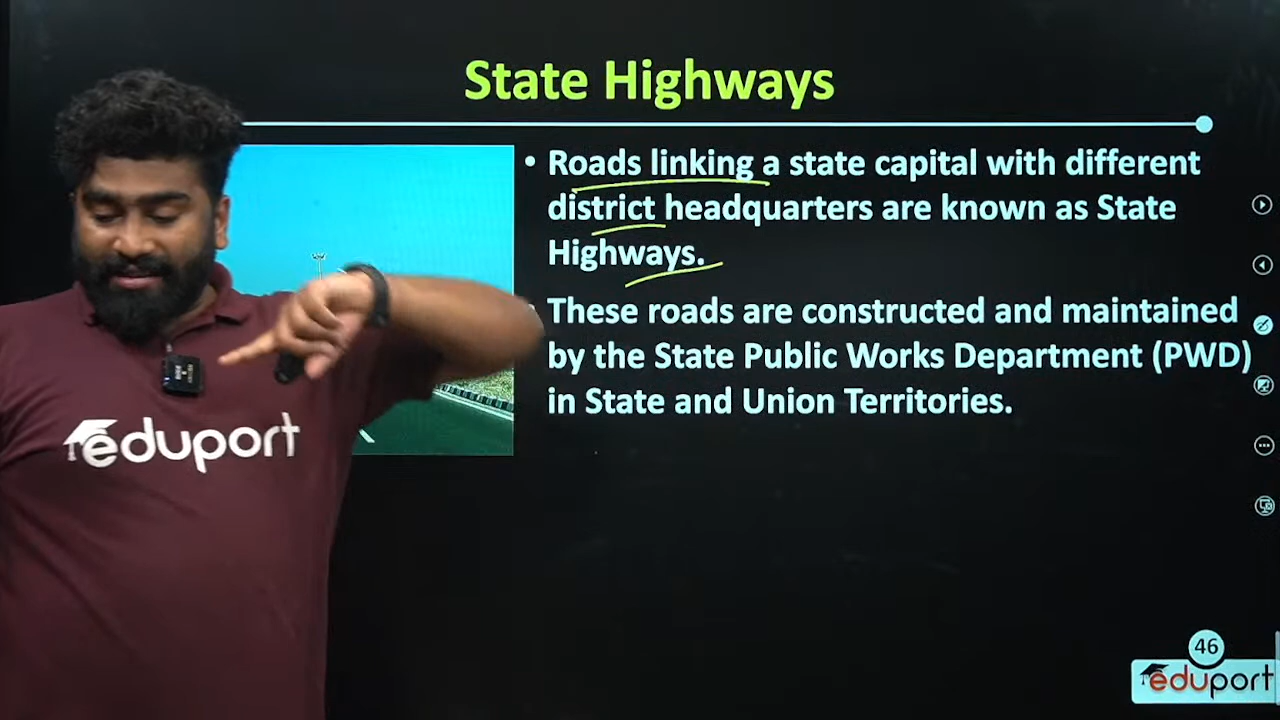 State Highways
• Roads linking a state capital with different
district headquarters are known as State
Highways.
These roads are constructed and maintained
by the State Public Works Department (PWD)
in State and Union Territories.
eduport
46
eduport